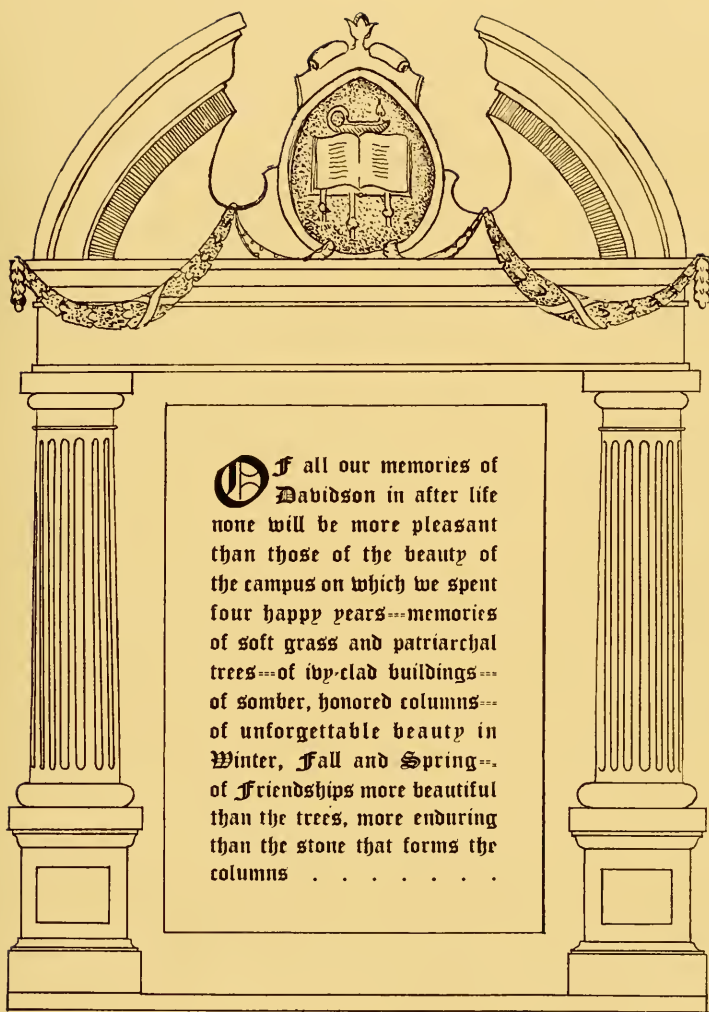 OF all our memories of
Davidson in after life
none will be more pleasant
than those of the beauty of
the campus on which we spent
four happy years---memories
of soft grass and patriarchal
trees---of ivy-clad buildings---
of somber, honored columns---
of unforgettable beauty in
Winter, Fall and Spring---
of Friendships more beautiful
than the trees, more enduring
than the stone that forms the
columns . . . . . . .